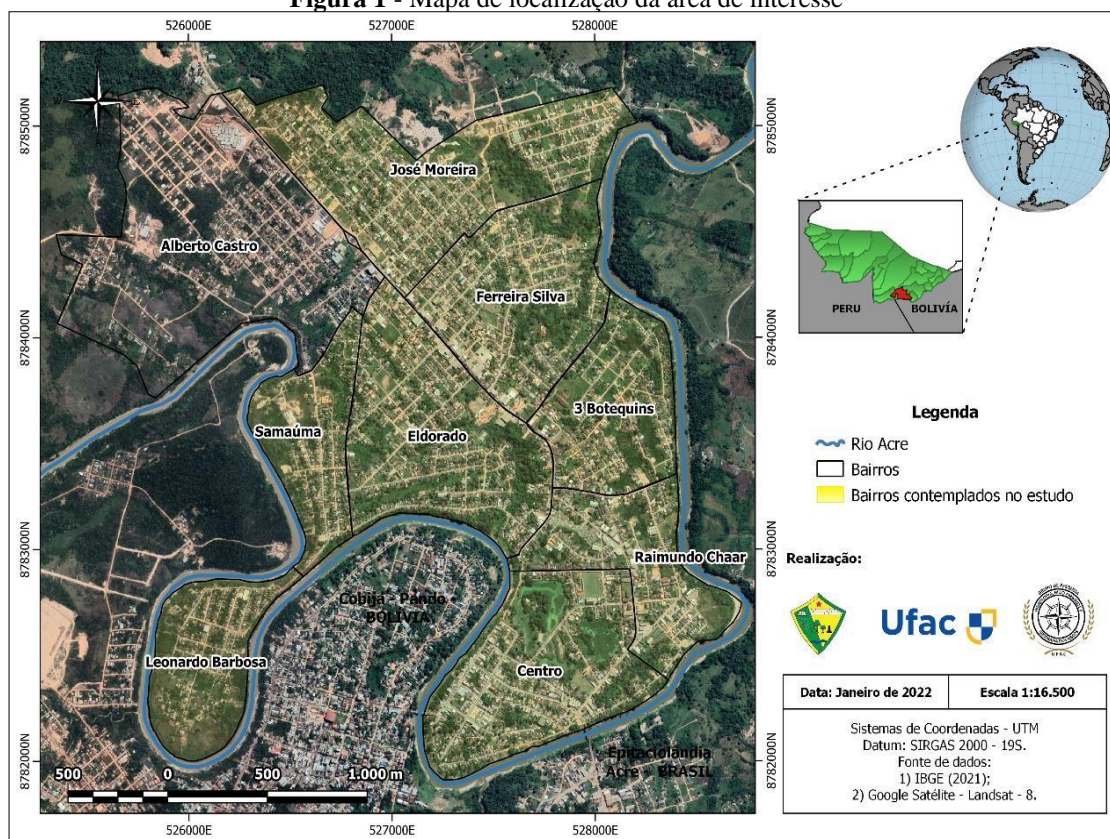 Figura 1 - Mapa de localização da área de interesse
526000E
527000E
528000E
8785000N
8785000N
José Moreira
Alberto Castro
Ferreira Silva
8784000N
8784000N
3 Botequins
Samaúma
Eldorado
8783000N
8783000N
Raimundo Chaar
Cobija - Pando -
BOLIVIA
Leonardo Barbosa
Centro
Epitaciolândia
Acre - BRASIL
8782000N
8782000N
500
0
500
1.000 m
526000E
527000E
528000E
PERU
BOLIVÍA
Legenda
Rio Acre
Bairros
Bairros contemplados no estudo
Realização:
Ufac
UFAC
Data: Janeiro de 2022
Escala 1:16.500
Sistemas de Coordenadas - UTM
Datum: SIRGAS 2000 - 19S.
Fonte de dados:
1) IBGE (2021);
2) Google Satélite - Landsat - 8.